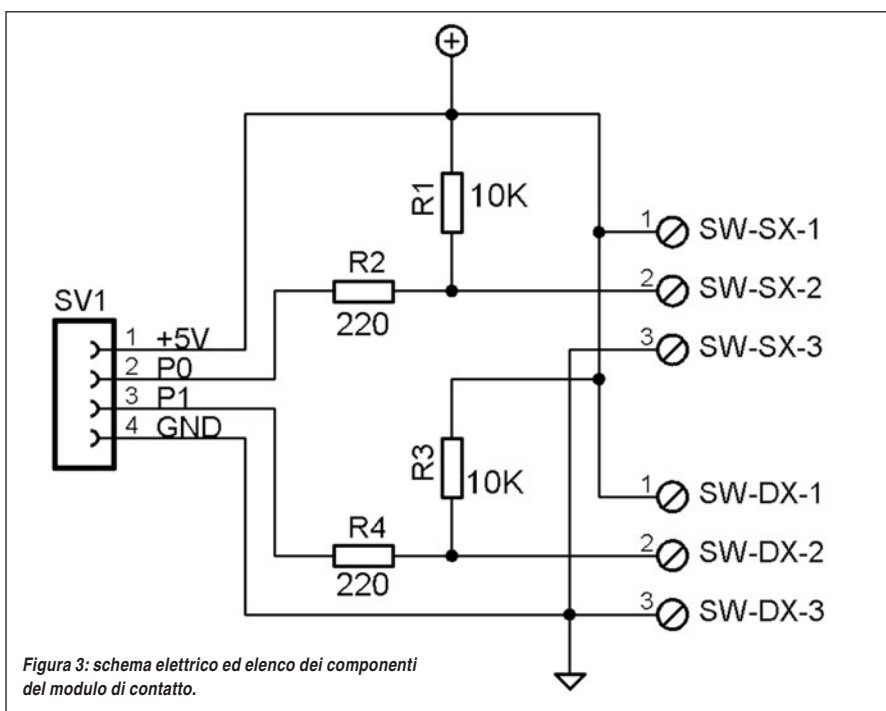 +
R1
10K
1 SW-SX-1
R2
220
2 SW-SX-2
SV1
1 +5V
3 SW-SX-3
2 P0
3 P1
4 GND
R3
10K
1 SW-DX-1
R4
220
2 SW-DX-2
3 SW-DX-3
Figura 3: schema elettrico ed elenco dei componenti
del modulo di contatto.